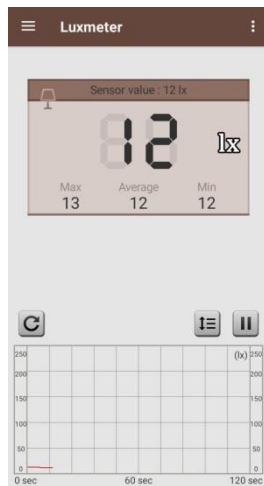 Luxmeter
Sensor value : 12 lx
12 lx
Max Average Min
13 12 12
(lx)
250 250
200 200
150 150
100 100
50 50
0 0
0 sec 60 sec 120 sec